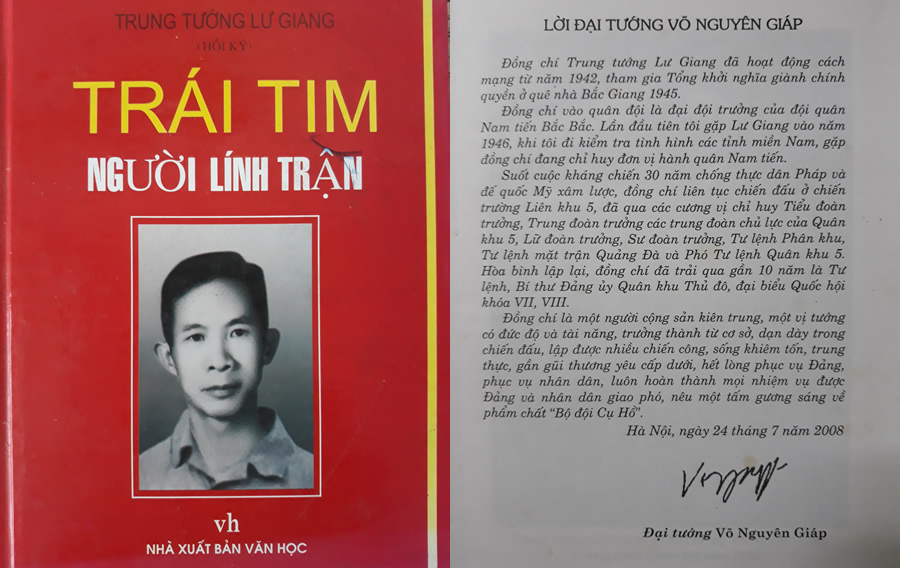 TRUNG TƯỚNG LƯ GIANG
(HỒI KÝ)
TRÁI TIM
NGƯỜI LÍNH TRẬN
vh
NHÀ XUẤT BẢN VĂN HỌC
LỜI ĐẠI TƯỚNG VÕ NGUYÊN GIÁP
Đồng chí Trung tướng Lư Giang đã hoạt động cách
mạng từ năm 1942, tham gia Tổng khởi nghĩa giành chính
quyền ở quê nhà Bắc Giang 1945.
Đồng chí vào quân đội là đại đội trưởng của đội quân
Nam tiến Bắc Bắc. Lần đầu tiên tôi gặp Lư Giang vào năm
1946, khi tôi đi kiểm tra tình hình các tỉnh miền Nam, gặp
đồng chí đang chỉ huy đơn vị hành quân Nam tiến.
Suốt cuộc kháng chiến 30 năm chống thực dân Pháp và
đế quốc Mỹ xâm lược, đồng chí liên tục chiến đấu ở chiến
trường Liên khu 5, đã qua các cương vị chỉ huy Tiểu đoàn
trưởng, Trung đoàn trưởng các trung đoàn chủ lực của Quân
khu 5, Lữ đoàn trưởng, Sư đoàn trưởng, Tư lệnh Phân khu,
Tư lệnh mặt trận Quảng Đà và Phó Tư lệnh Quân khu 5.
Hòa bình lập lại, đồng chí đã trải qua gần 10 năm là Tư
lệnh, Bí thư Đảng ủy Quân khu Thủ đô, đại biểu Quốc hội
khóa VII, VIII.
Đồng chí là một người cộng sản kiên trung, một vị tướng
có đức độ và tài năng, trưởng thành từ cơ sở, dạn dày trong
chiến đấu, lập được nhiều chiến công, sống khiêm tốn, trung
thực, gần gũi thương yêu cấp dưới, hết lòng phục vụ Đảng,
phục vụ nhân dân, luôn hoàn thành mọi nhiệm vụ được
Đảng và nhân dân giao phó, nêu một tấm gương sáng về
phẩm chất “Bộ đội Cụ Hồ”.
Hà Nội, ngày 24 tháng 7 năm 2008
Đại tướng Võ Nguyên Giáp